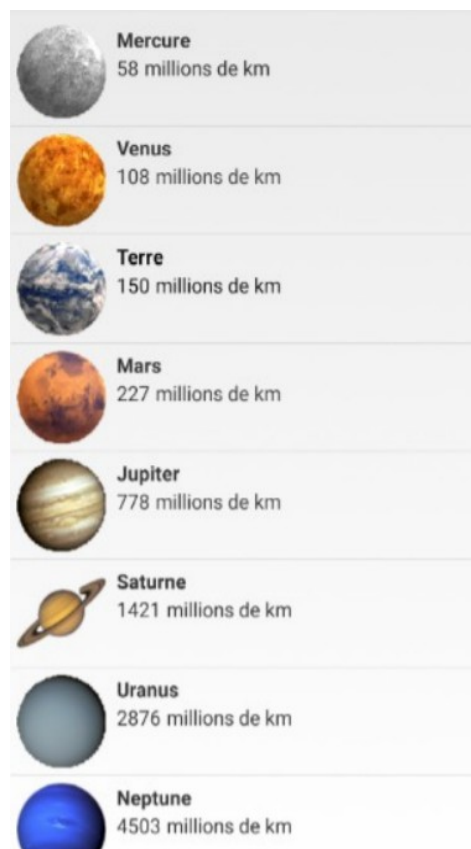 Mercure
58 millions de km
Venus
108 millions de km
Terre
150 millions de km
Mars
227 millions de km
Jupiter
778 millions de km
Saturne
1421 millions de km
Uranus
2876 millions de km
Neptune
4503 millions de km